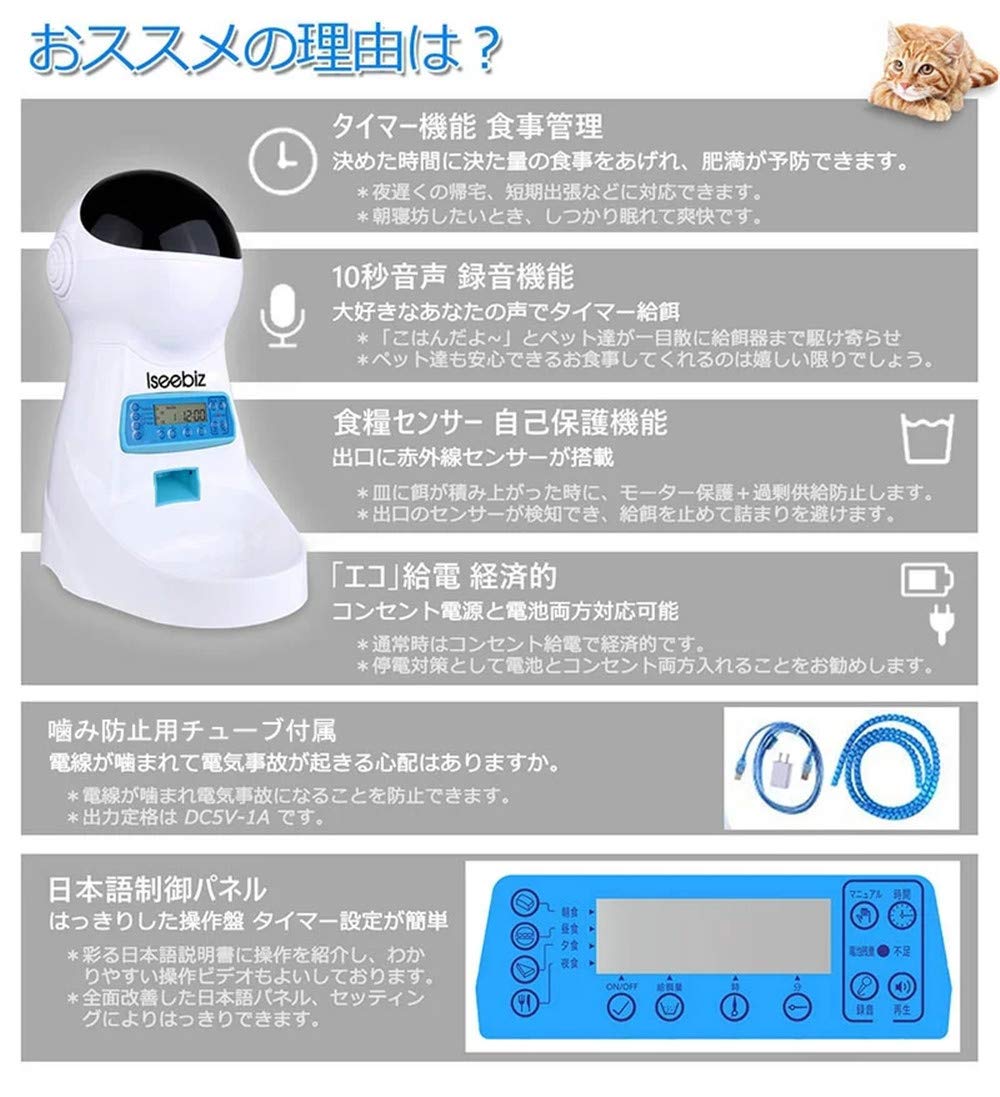 おススメの理由は？
タイマー機能 食事管理
決めた時間に決た量の食事をあげれ、肥満が予防できます。
＊夜遅くの帰宅、短期出張などに対応できます。
＊朝寝坊したいとき、しつかり眠れて爽快です。
10秒音声 録音機能
大好きなあなたの声でタイマー給餌
＊「こはんだよ~」とペット達が一目散に給餌器まで駆け寄らせ
＊ペット達も安心できるお食事してくれるのは嬉しい限りでしょう。
Iseebiz
1 12:00
食糧センサー 自己保護機能
出口に赤外線センサーが搭載
＊皿に餌が積み上がった時に、モーター保護＋過剰供給防止します。
＊出口のセンサーが検知でき、給餌を止めて詰まりを避けます。
「エコ」給電 経済的
コンセント電源と電池両方対応可能
＊通常時はコンセント給電で経済的です。
＊停電対策として電池とコンセント両方入れることをお勧めします。
噛み防止用チューブ付属
電線が噛まれて電気事故が起きる心配はありますか。
＊電線が噛まれ電気事故になることを防止できます。
＊出力定格は DC5V-1A です。
日本語制御パネル
はっきりした操作盤 タイマー設定が簡単
＊彩る日本語説明書に操作を紹介し、わか
りやすい操作ビデオもよいしております。
＊全面改善した日本語パネル、セッティン
グによりはっきりできます。
朝食
昼食
夕食
夜食
ON/OFF 給餌量 時 分
マニュアル 時間
電池残量 不足
録音 再生